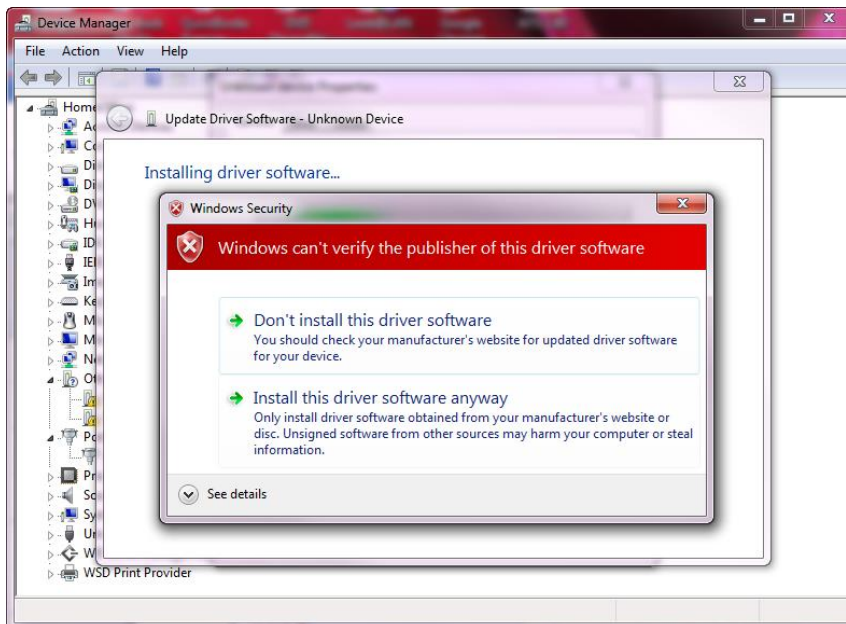 Device Manager
File Action View Help
Update Driver Software - Unknown Device
Installing driver software...
Windows Security
Windows can't verify the publisher of this driver software
Don't install this driver software
You should check your manufacturer's website for updated driver software
for your device.
Install this driver software anyway
Only install driver software obtained from your manufacturer's website or
disc. Unsigned software from other sources may harm your computer or steal
information.
See details
Home
WSD Print Provider